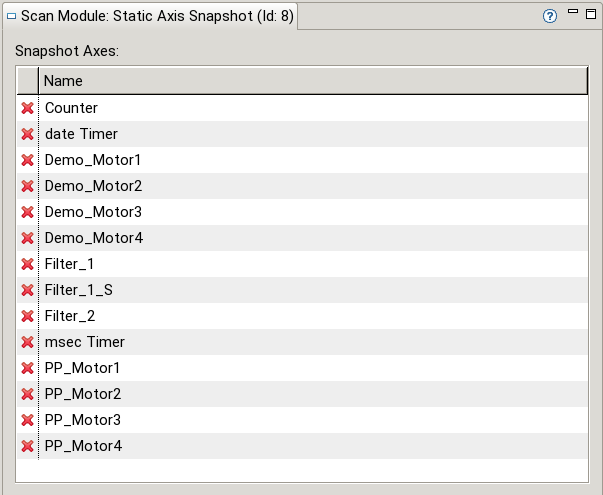 Scan Module: Static Axis Snapshot (Id: 8)
?
Snapshot Axes:
Name
Counter
date Timer
Demo_Motor1
Demo_Motor2
Demo_Motor3
Demo_Motor4
Filter_1
Filter_1_S
Filter_2
msec Timer
PP_Motor1
PP_Motor2
PP_Motor3
PP_Motor4